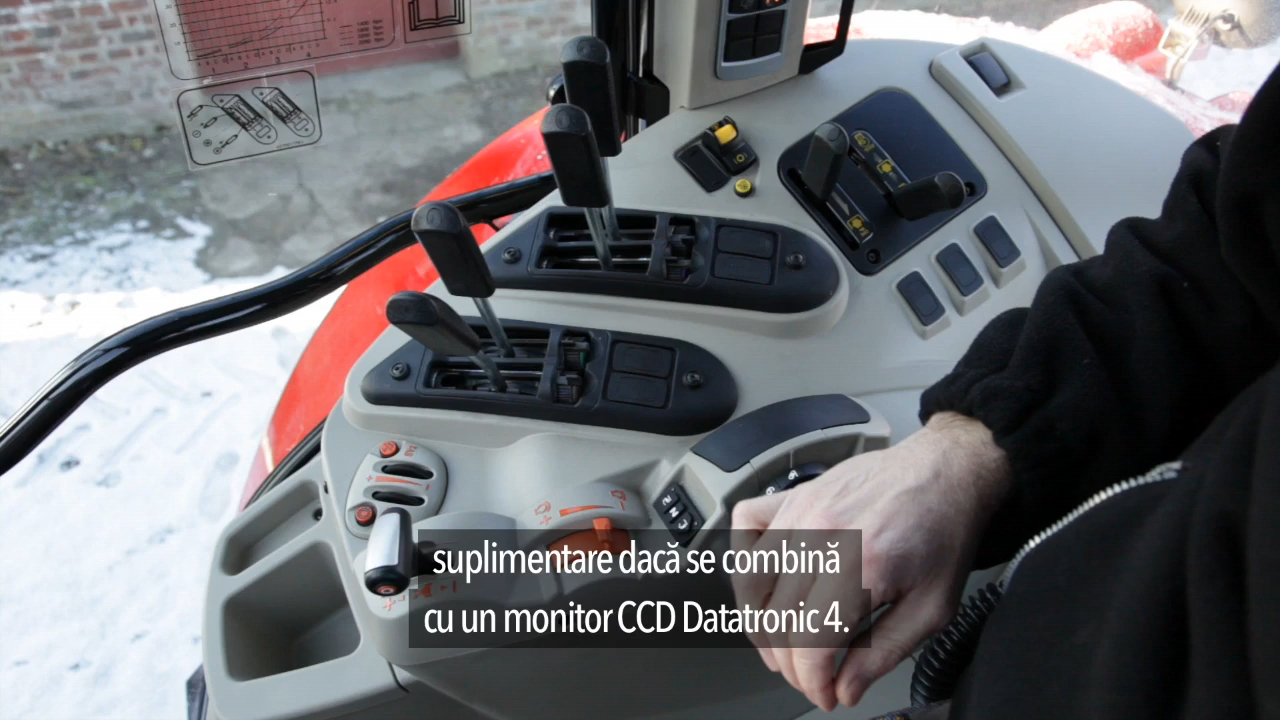 suplimentare dacă se combină
cu un monitor CCD Datatronic 4.